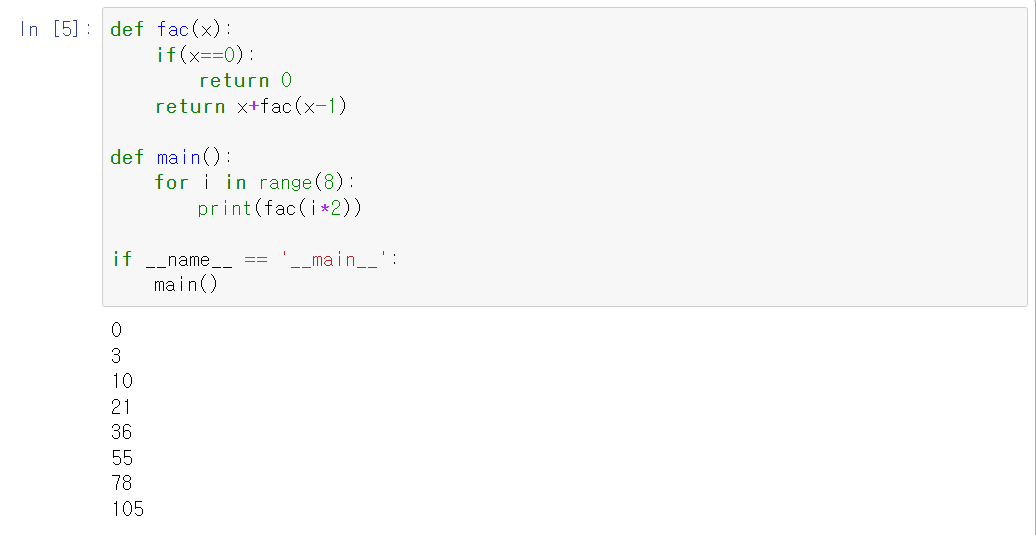 In [5]:
def fac(x):
    if(x==0):
        return 0
    return x+fac(x-1)

def main():
    for i in range(8):
        print(fac(i*2))

if __name__ == '__main__':
    main()
0
3
10
21
36
55
78
105